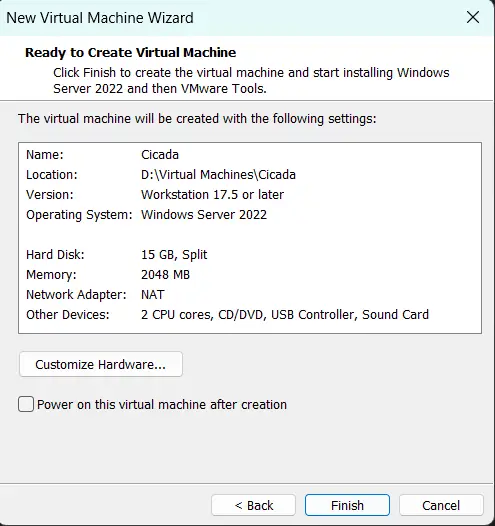 New Virtual Machine Wizard
Ready to Create Virtual Machine
Click Finish to create the virtual machine and start installing Windows
Server 2022 and then VMware Tools.
The virtual machine will be created with the following settings:
Name: Cicada
Location: D:\Virtual Machines\Cicada
Version: Workstation 17.5 or later
Operating System: Windows Server 2022
Hard Disk: 15 GB, Split
Memory: 2048 MB
Network Adapter: NAT
Other Devices: 2 CPU cores, CD/DVD, USB Controller, Sound Card
Customize Hardware...
Power on this virtual machine after creation
< Back Finish Cancel